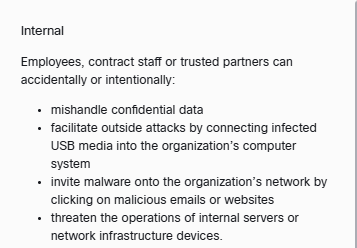 Internal
Employees, contract staff or trusted partners can
accidentally or intentionally:
• mishandle confidential data
• facilitate outside attacks by connecting infected
USB media into the organization’s computer
system
• invite malware onto the organization’s network by
clicking on malicious emails or websites
• threaten the operations of internal servers or
network infrastructure devices.